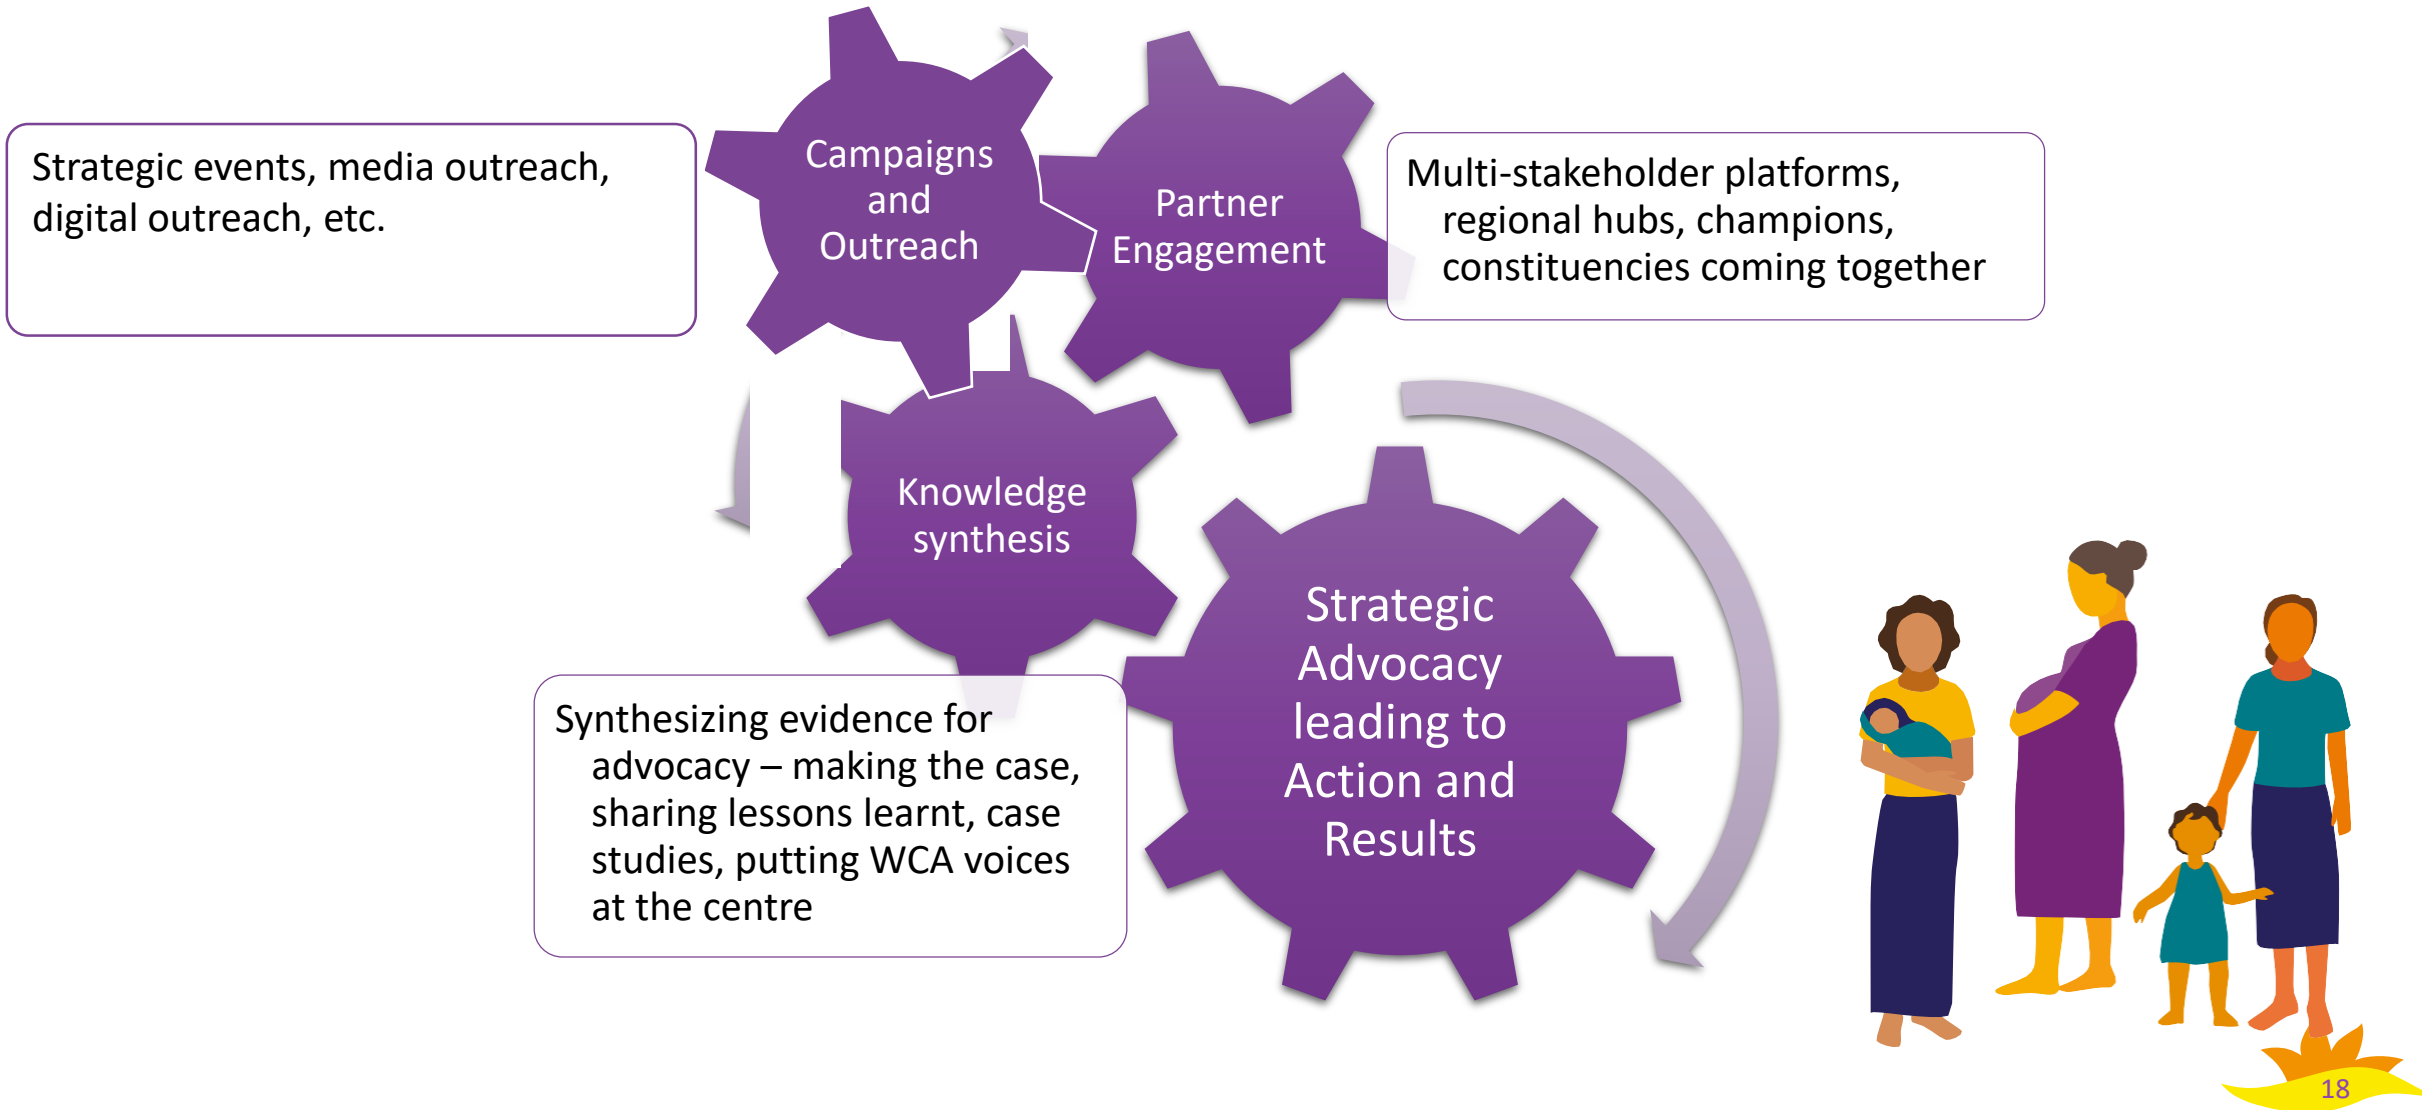 Strategic events, media outreach,
digital outreach, etc.
Campaigns
and
Outreach
Partner
Engagement
Multi-stakeholder platforms,
regional hubs, champions,
constituencies coming together
Knowledge
synthesis
Synthesizing evidence for
advocacy – making the case,
sharing lessons learnt, case
studies, putting WCA voices
at the centre
Strategic
Advocacy
leading to
Action and
Results
18